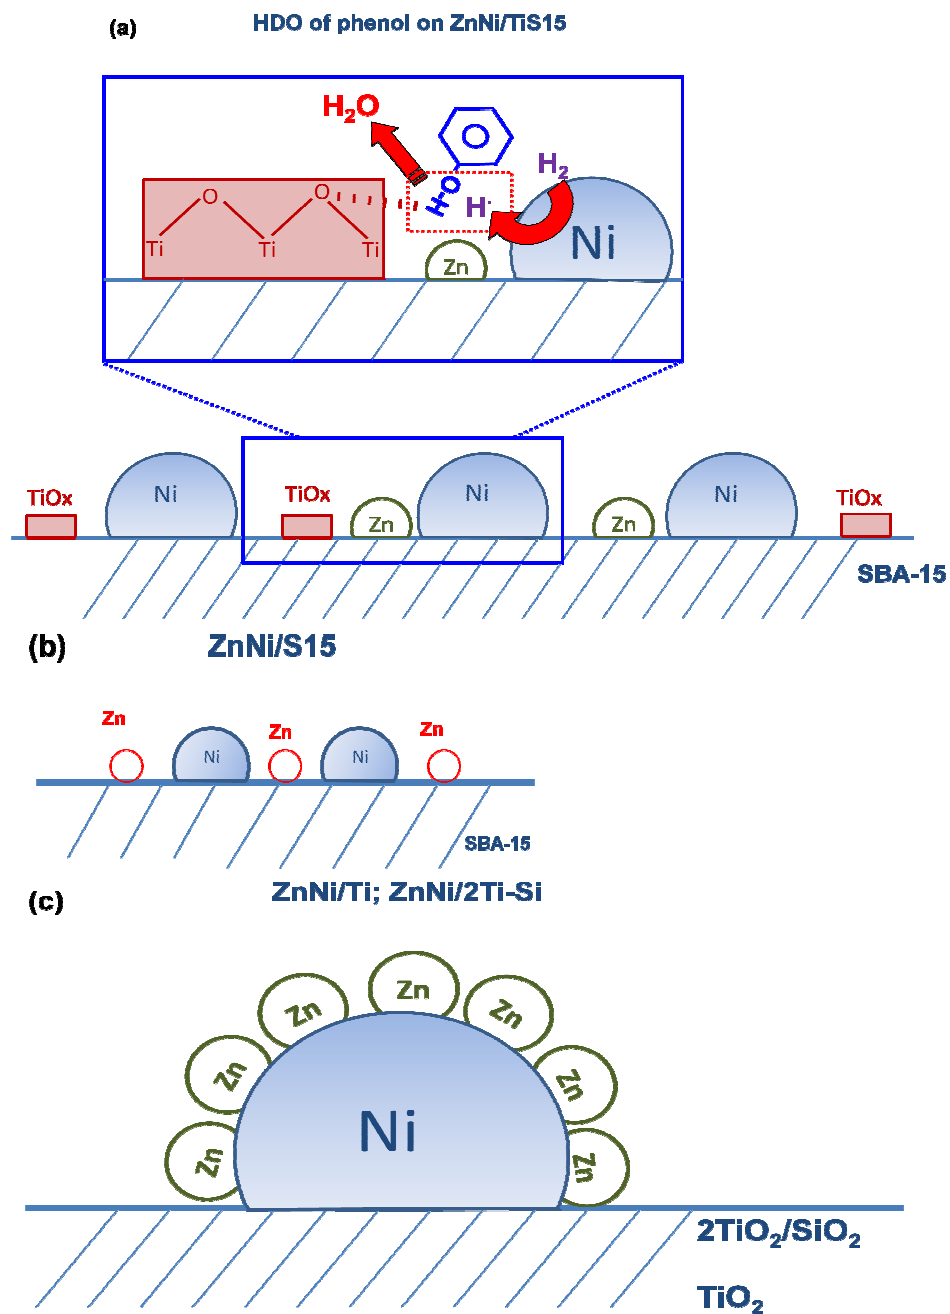 (a)
HDO of phenol on ZnNi/TiS15
H₂O
H₂
O
O
O
H-
H·
Ti
Ti
Ti
Zn
Ni
TiOx
Ni
TiOx
Zn
Ni
Zn
Ni
TiOx
SBA-15
(b)
ZnNi/S15
Zn
Zn
Zn
Ni
Ni
SBA-15
ZnNi/Ti; ZnNi/2Ti-Si
(c)
Zn
Zn
Zn
Zn
Zn
Zn
Zn
Ni
2TiO₂/SiO₂
TiO₂